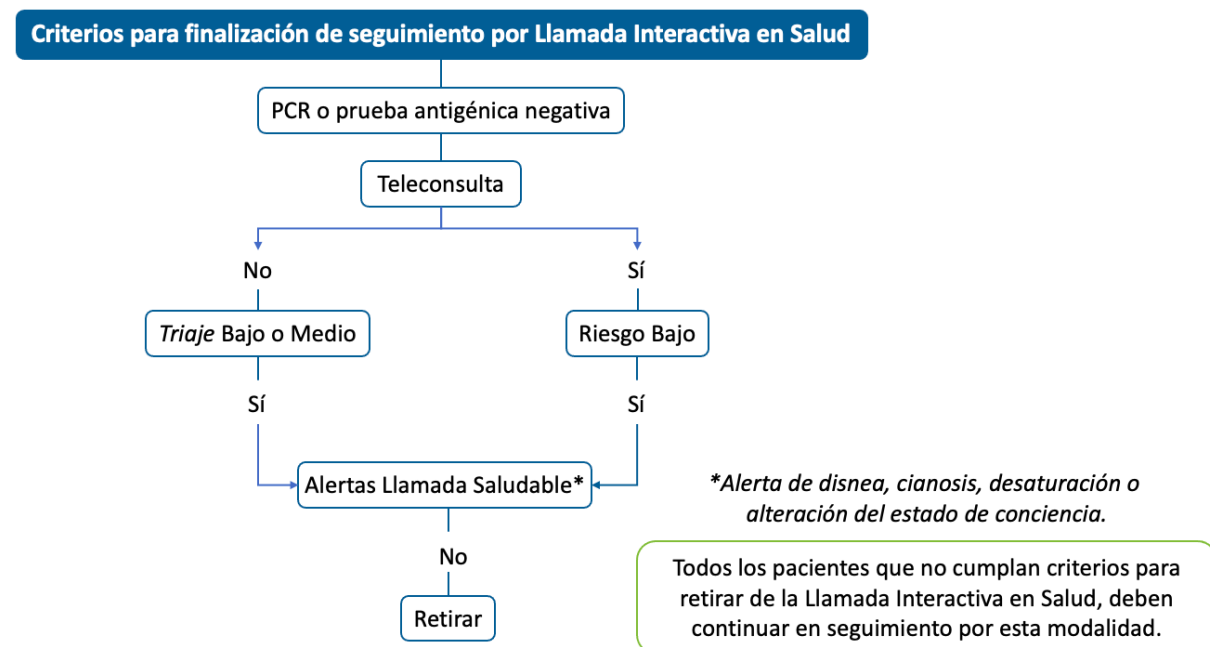 Criterios para finalización de seguimiento por Llamada Interactiva en Salud
PCR o prueba antigénica negativa
Teleconsulta
No
Sí
Triaje Bajo o Medio
Riesgo Bajo
Sí
Sí
Alertas Llamada Saludable*
*Alerta de disnea, cianosis, desaturación o
alteración del estado de conciencia.
No
Retirar
Todos los pacientes que no cumplan criterios para
retirar de la Llamada Interactiva en Salud, deben
continuar en seguimiento por esta modalidad.